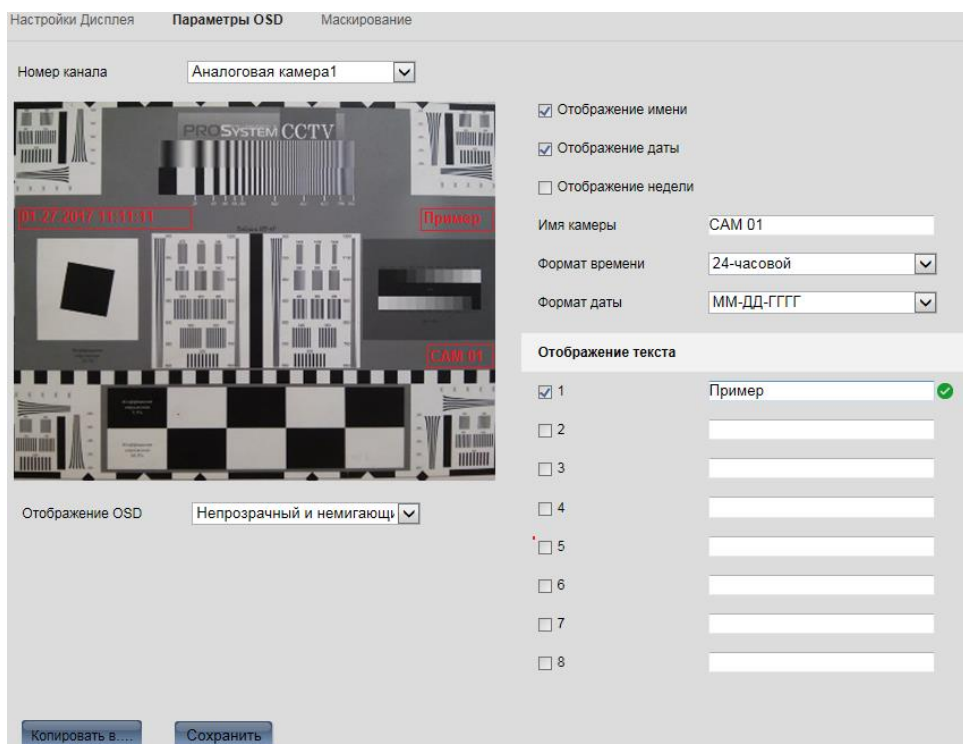 Настройки Дисплея Параметры OSD Маскирование
Номер канала Аналоговая камера1
PROSYSTEM CCTV
01-27-2017 11:11:11 Пример
CAM 01
Отображение OSD Непрозрачный и немигающи
Отображение имени
Отображение даты
Отображение недели
Имя камеры CAM 01
Формат времени 24-часовой
Формат даты ММ-ДД-ГГГГ
Отображение текста
1 Пример
2
3
4
5
6
7
8
Копировать в.... Сохранить